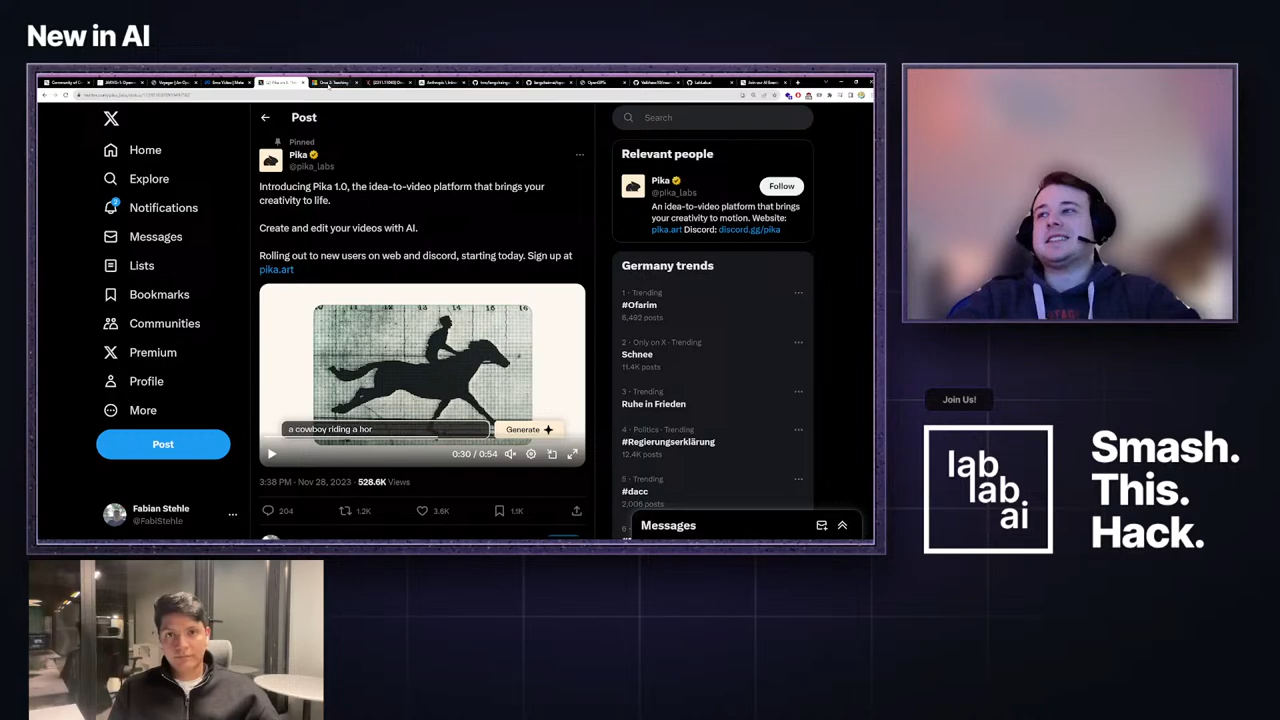 New in AI
Post
Home
Explore
Notifications
2
Messages
Lists
Bookmarks
Communities
Premium
Profile
More
Post
Fabian Stehle
@FabiStehle
Pinned
Pika
@pika_labs
Introducing Pika 1.0, the idea-to-video platform that brings your
creativity to life.
Create and edit your videos with AI.
Rolling out to new users on web and discord, starting today. Sign up at
pika.art
a cowboy riding a hor
Generate
0:30 / 0:54
3:38 PM · Nov 28, 2023 · 528.6K Views
204
1.2K
3.6K
1.1K
Search
Relevant people
Pika
@pika_labs
Follow
An idea-to-video platform that brings
your creativity to motion. Website:
pika.art Discord: discord.gg/pika
Germany trends
1 · Trending
#Ofarim
6,492 posts
2 · Only on X · Trending
Schnee
11.4K posts
3 · Trending
Ruhe in Frieden
4 · Politics · Trending
#Regierungserklärung
12.4K posts
5 · Trending
#dacc
2,006 posts
Messages
Join Us!
lab
lab.
ai
Smash.
This.
Hack.